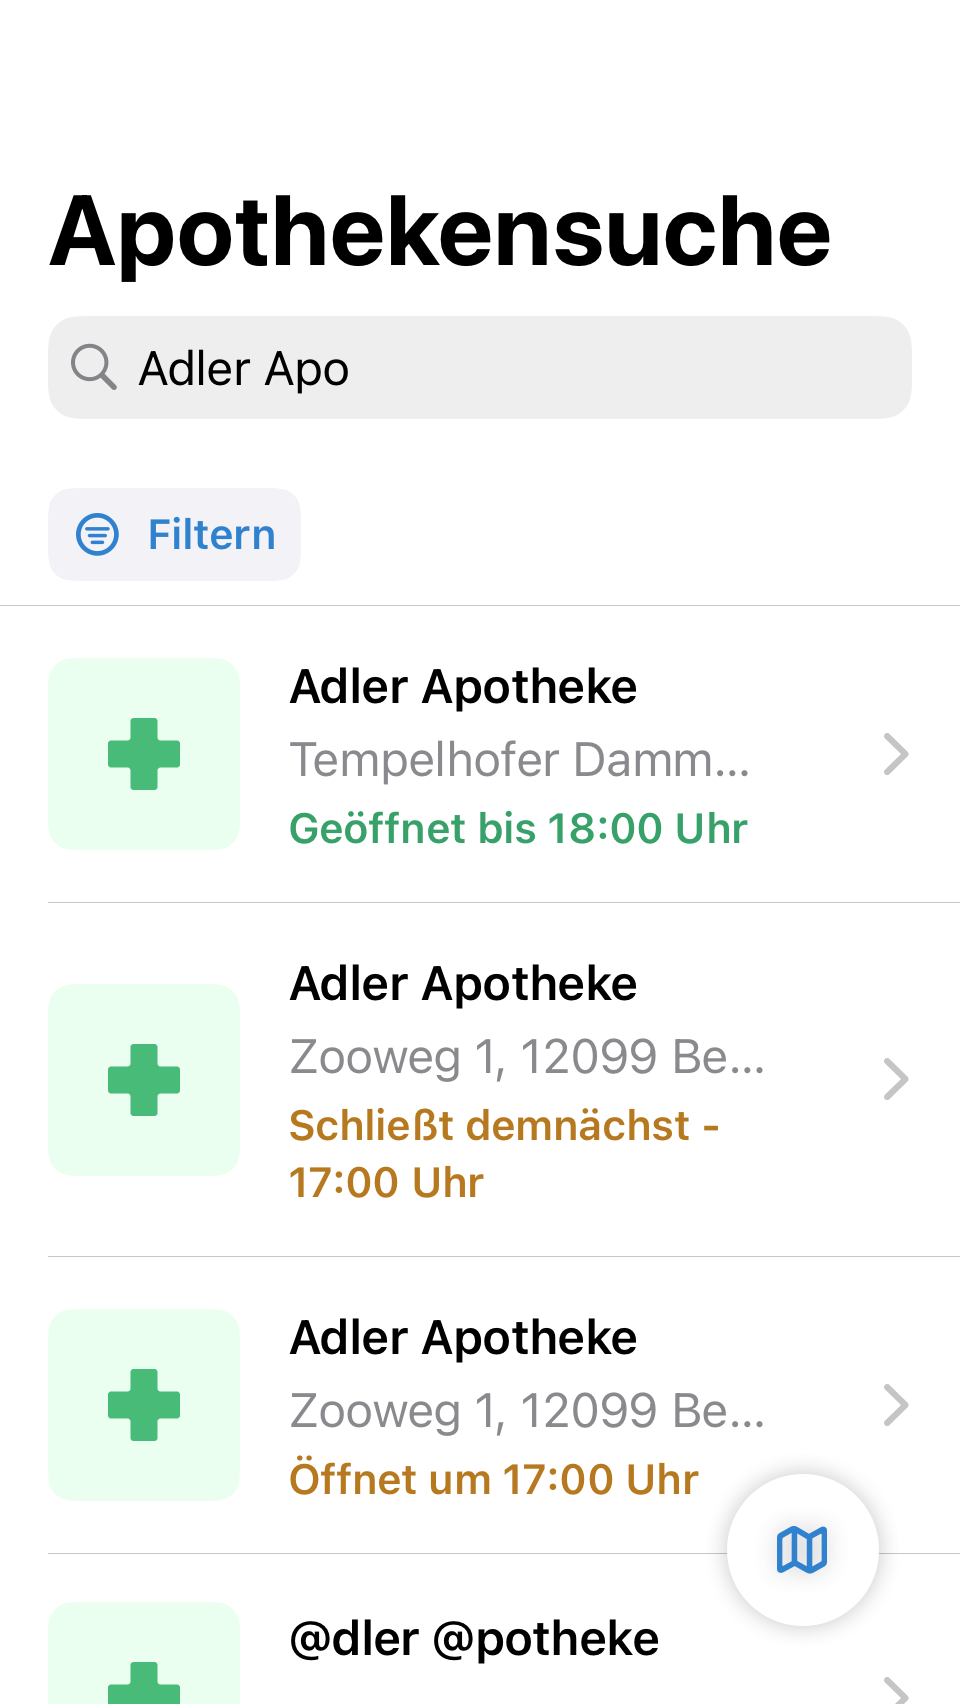 Apothekensuche
Adler Apo
Filtern
Adler Apotheke
Tempelhofer Damm...
Geöffnet bis 18:00 Uhr
Adler Apotheke
Zooweg 1, 12099 Be...
Schließt demnächst -
17:00 Uhr
Adler Apotheke
Zooweg 1, 12099 Be...
Öffnet um 17:00 Uhr
@dler @potheke